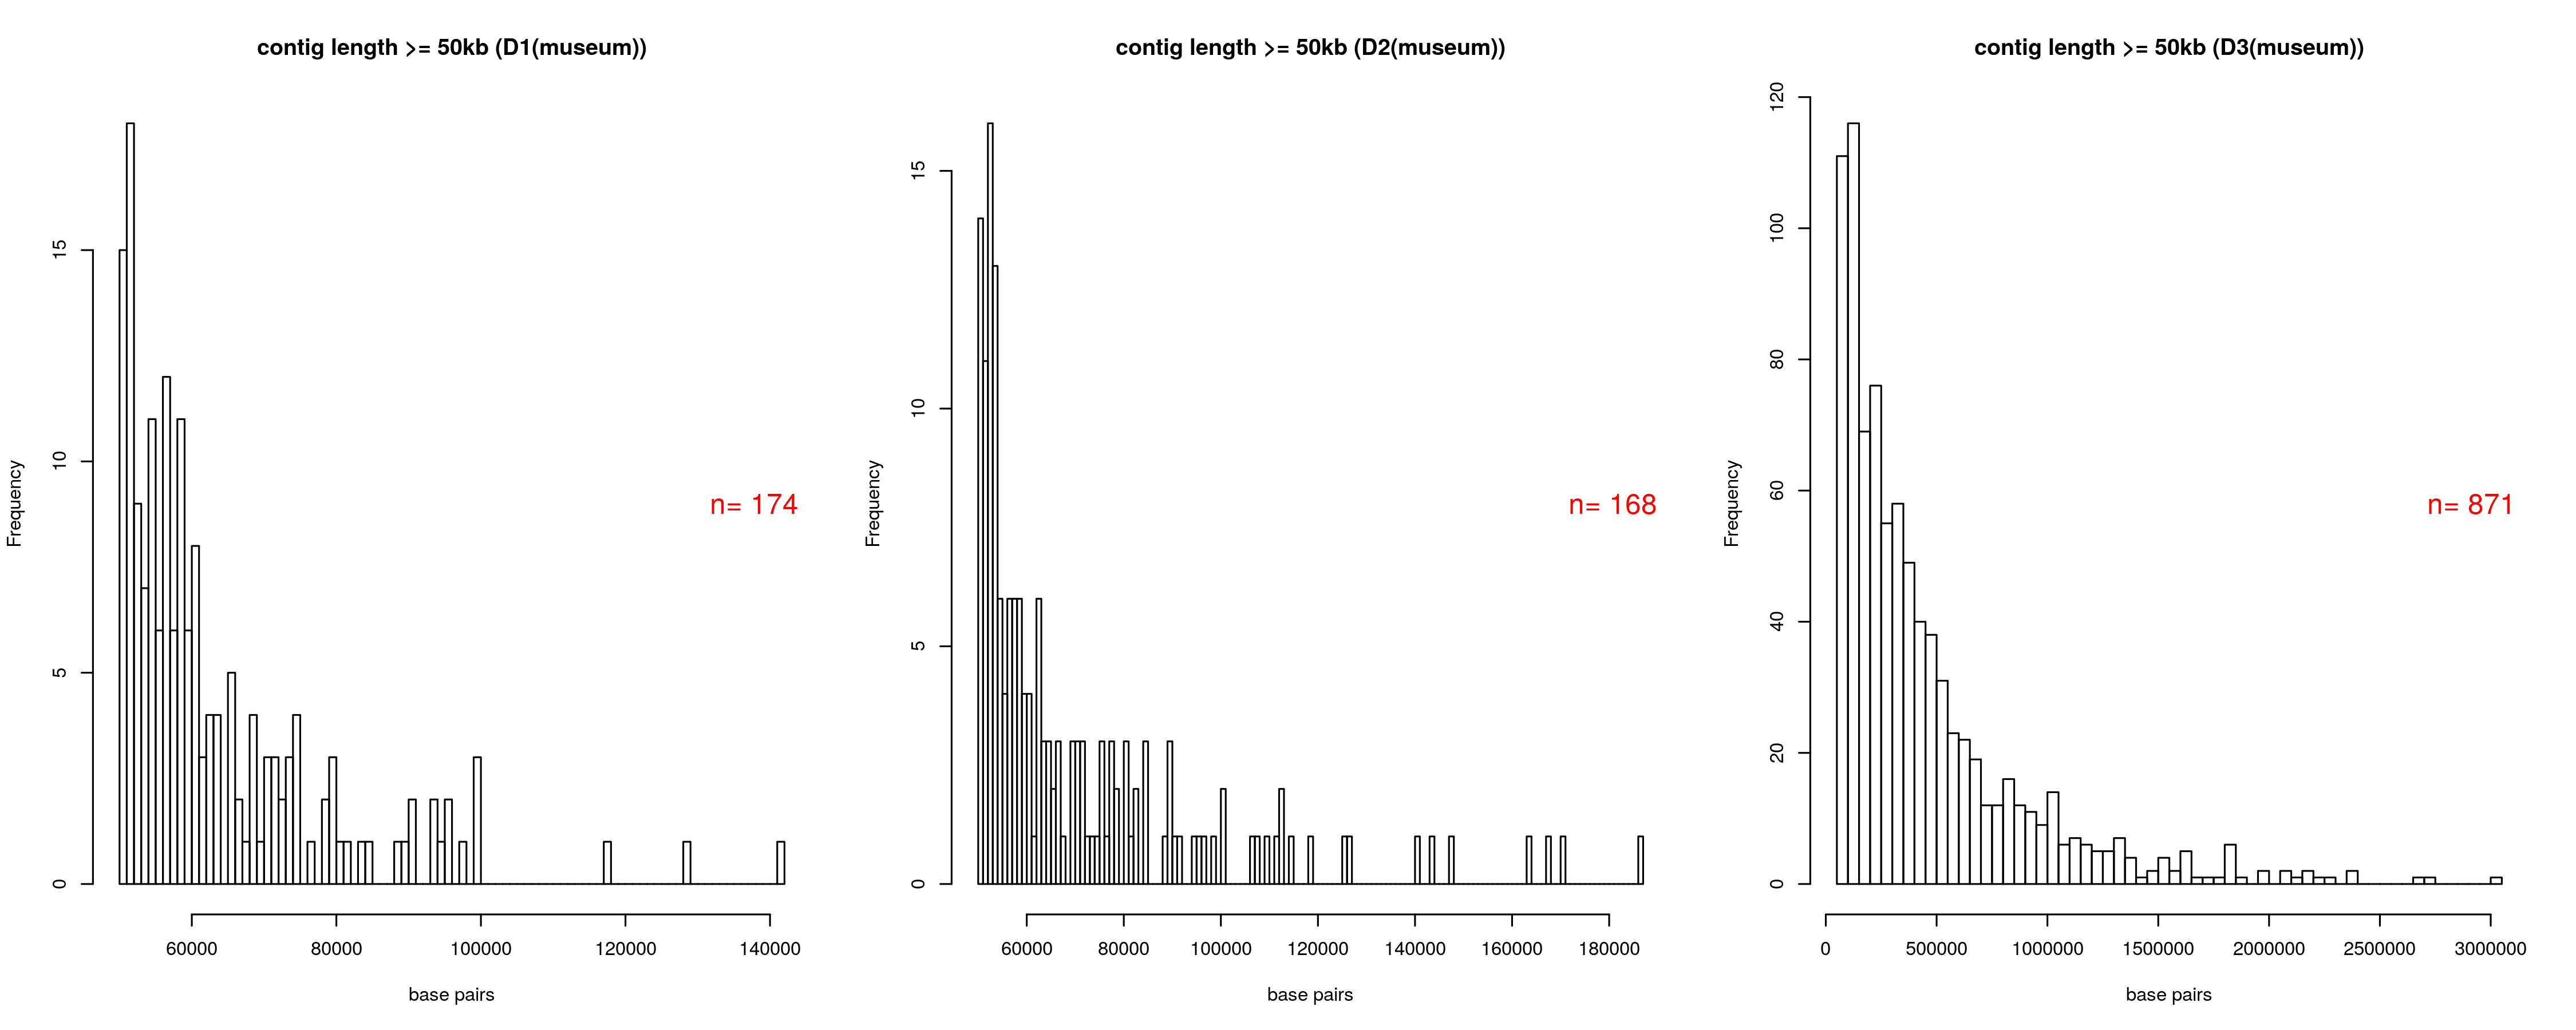 contig length >= 50kb (D1(museum))
Frequency
0 5 10 15
n= 174
60000 80000 100000 120000 140000
base pairs
contig length >= 50kb (D2(museum))
Frequency
0 5 10 15
n= 168
60000 80000 100000 120000 140000 160000 180000
base pairs
contig length >= 50kb (D3(museum))
Frequency
0 20 40 60 80 100 120
n= 871
0 500000 1000000 1500000 2000000 2500000 3000000
base pairs